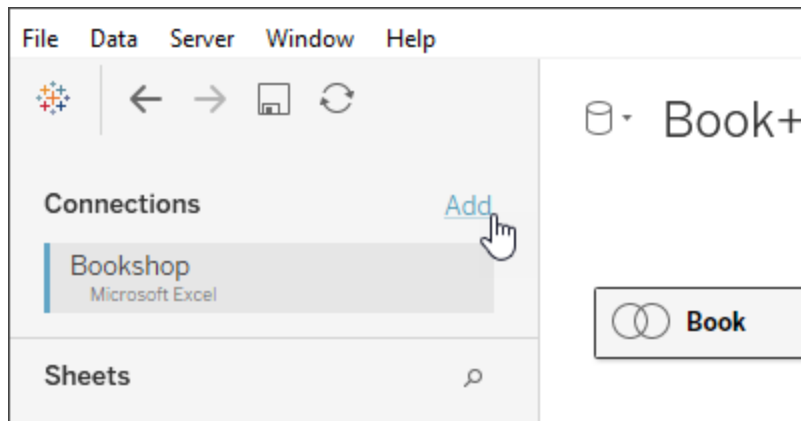 File Data Server Window Help
Book+
Connections Add
Bookshop
Microsoft Excel
Book
Sheets